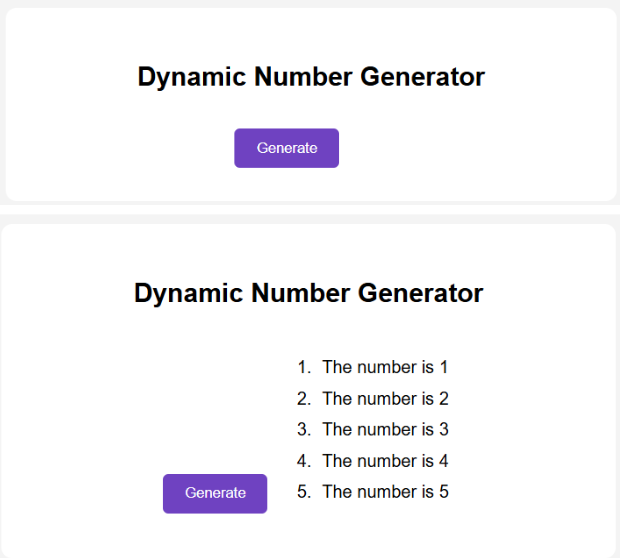 Dynamic Number Generator
Generate
Dynamic Number Generator
1. The number is 1
2. The number is 2
3. The number is 3
4. The number is 4
5. The number is 5
Generate